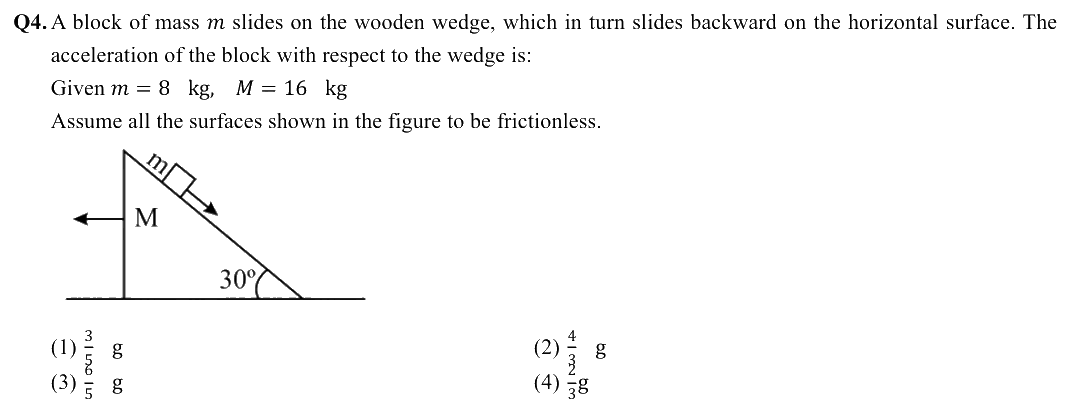 Q4. A block of mass m slides on the wooden wedge, which in turn slides backward on the horizontal surface. The
acceleration of the block with respect to the wedge is:
Given m = 8 kg, M = 16 kg
Assume all the surfaces shown in the figure to be frictionless.
m
M
30°
(1) 3/5 g
(2) 4/3 g
(3) 6/5 g
(4) 2/3 g